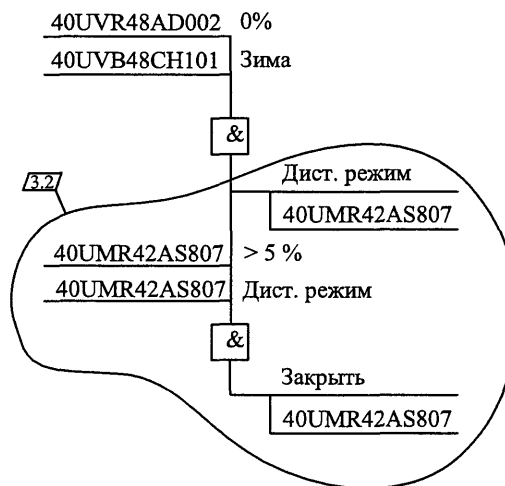 40UVR48AD002 0%
40UVB48CH101 Зима
&
3.2
Дист. режим
40UMR42AS807
40UMR42AS807 > 5 %
40UMR42AS807 Дист. режим
&
Закрыть
40UMR42AS807